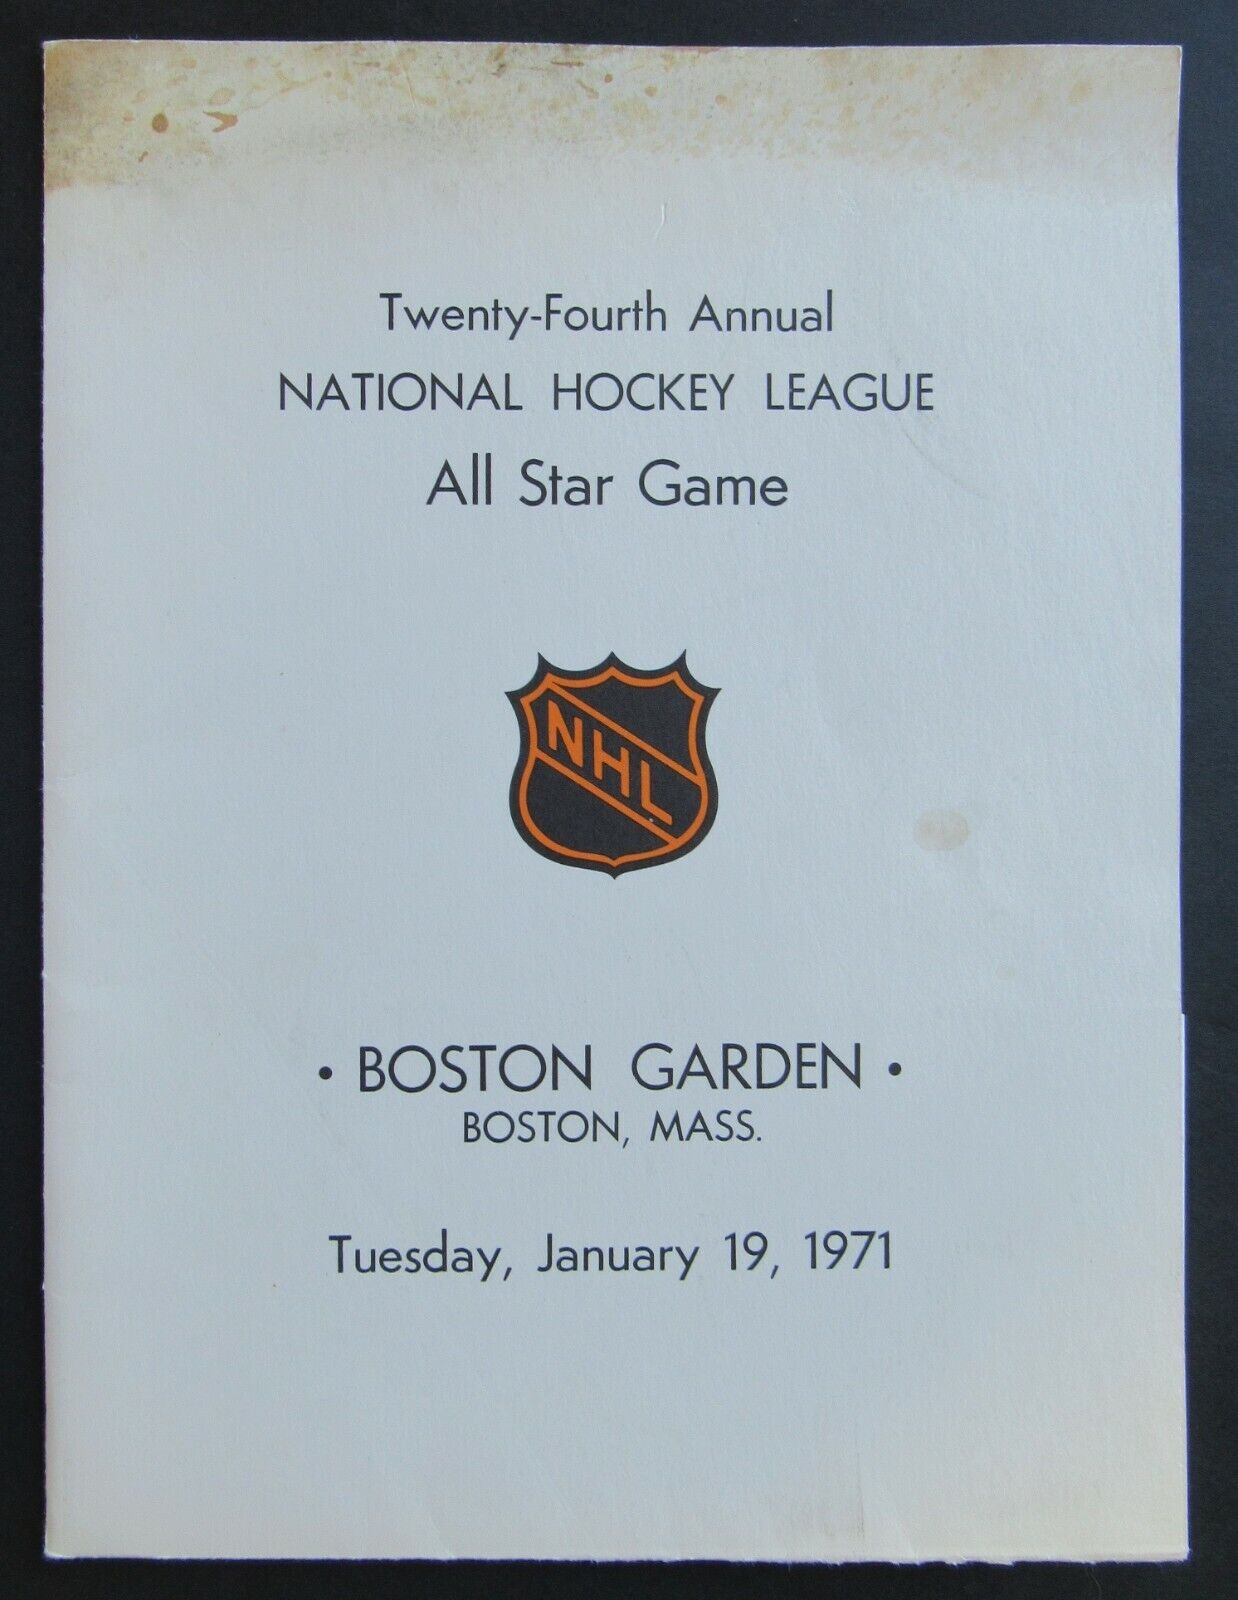 Twenty-Fourth Annual
NATIONAL HOCKEY LEAGUE
All Star Game
NHL
• BOSTON GARDEN •
BOSTON, MASS.
Tuesday, January 19, 1971